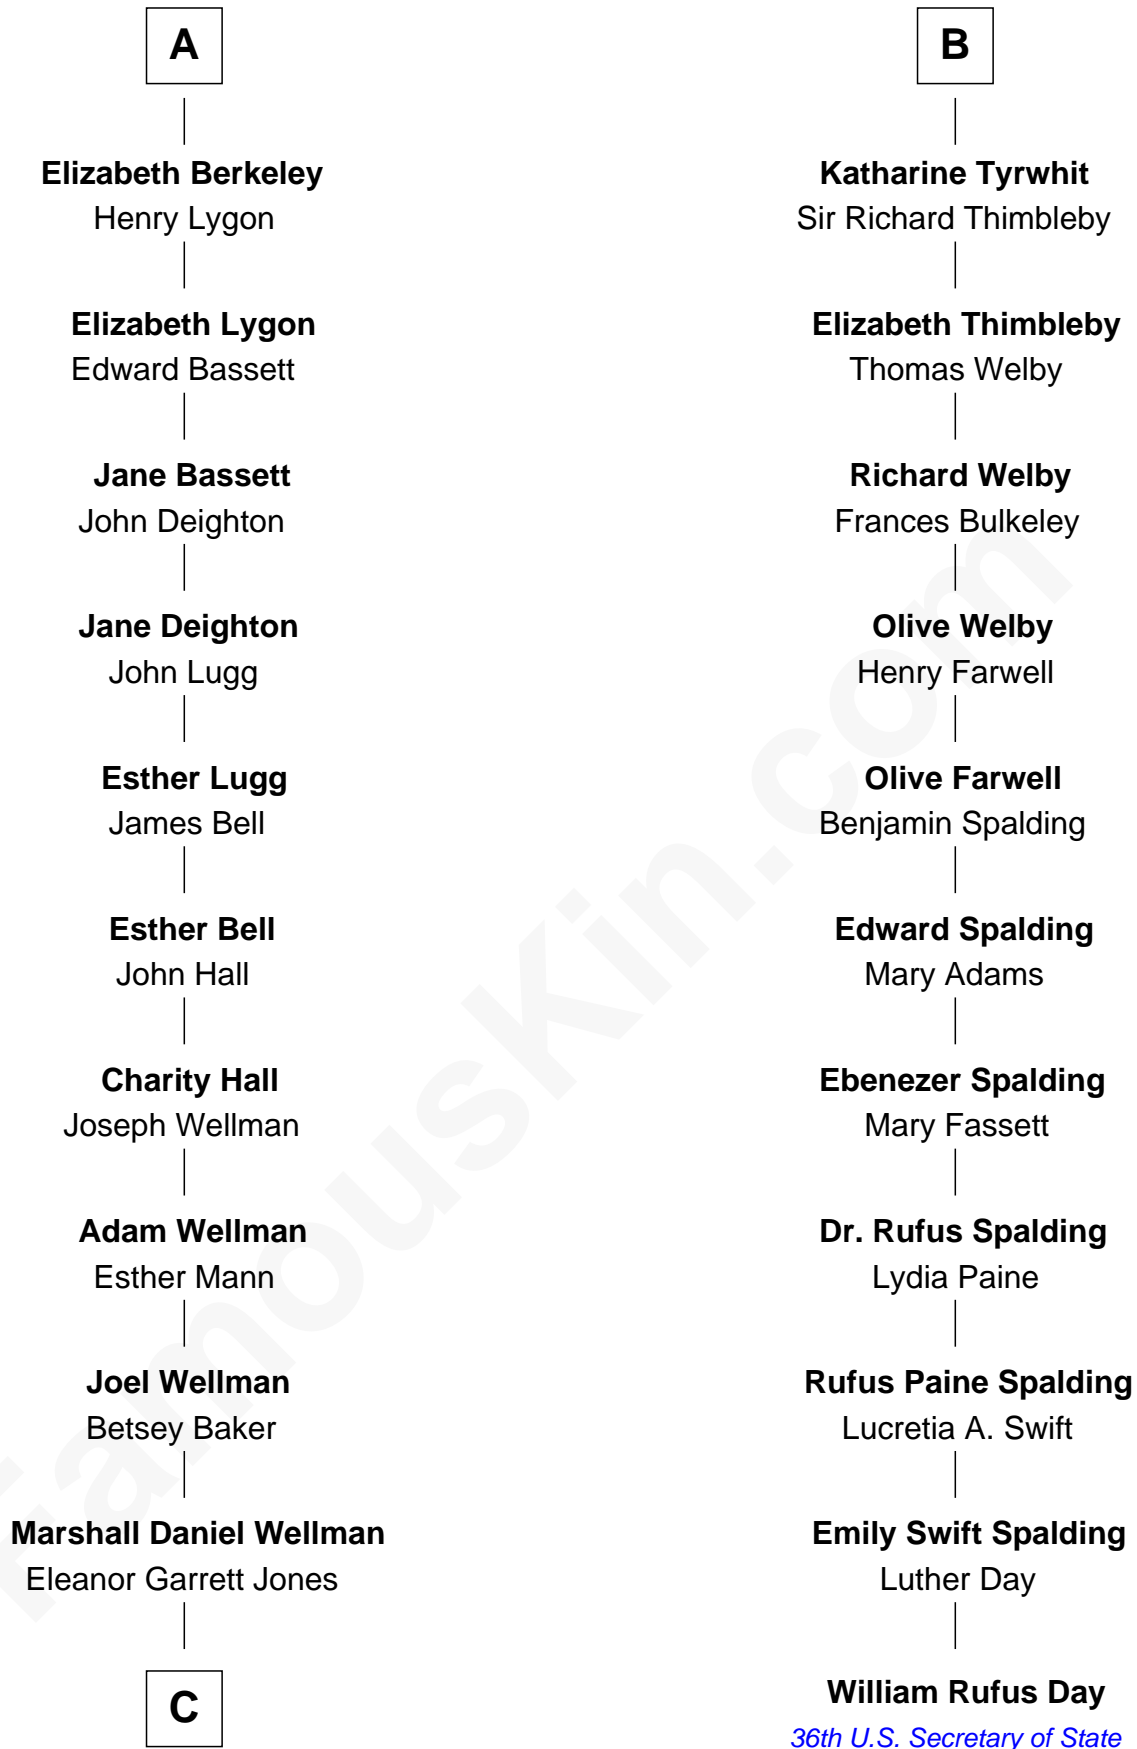 A
Elizabeth Berkeley
Henry Lygon
Elizabeth Lygon
Edward Bassett
Jane Bassett
John Deighton
Jane Deighton
John Lugg
Esther Lugg
James Bell
Esther Bell
John Hall
Charity Hall
Joseph Wellman
Adam Wellman
Esther Mann
Joel Wellman
Betsey Baker
Marshall Daniel Wellman
Eleanor Garrett Jones
C
B
Katharine Tyrwhit
Sir Richard Thimbleby
Elizabeth Thimbleby
Thomas Welby
Richard Welby
Frances Bulkeley
Olive Welby
Henry Farwell
Olive Farwell
Benjamin Spalding
Edward Spalding
Mary Adams
Ebenezer Spalding
Mary Fassett
Dr. Rufus Spalding
Lydia Paine
Rufus Paine Spalding
Lucretia A. Swift
Emily Swift Spalding
Luther Day
William Rufus Day
36th U.S. Secretary of State
FamousKin.com